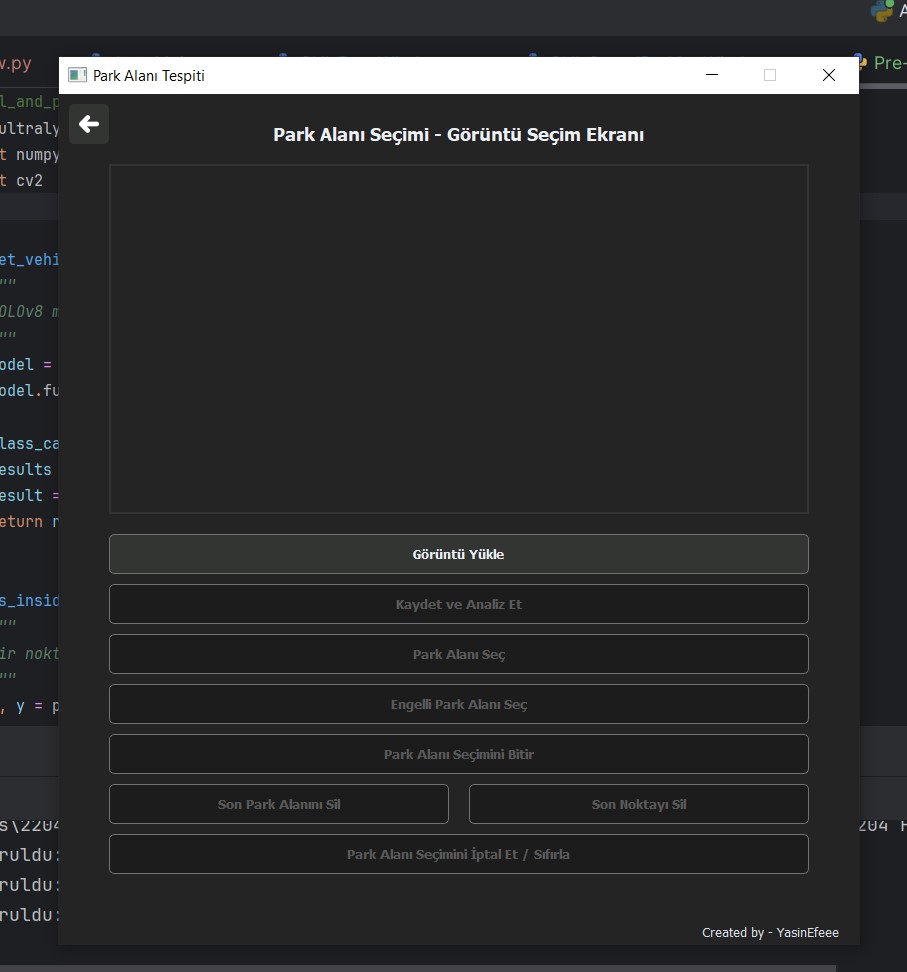 w.py
Pre-
Park Alanı Tespiti
l_and_p
ultraly
t numpy
t cv2
Park Alanı Seçimi - Görüntü Seçim Ekranı
et_vehi
"""
OLOv8 m
"""
odel =
odel.fu
lass_ca
esults
esult =
eturn r
s_insid
"""
ir nokt
"""
, y = p
Görüntü Yükle
Kaydet ve Analiz Et
Park Alanı Seç
Engelli Park Alanı Seç
Park Alanı Seçimini Bitir
Son Park Alanını Sil
Son Noktayı Sil
Park Alanı Seçimini İptal Et / Sıfırla
s\2204
204
ruldu:
ruldu:
ruldu:
Created by - YasinEfeee